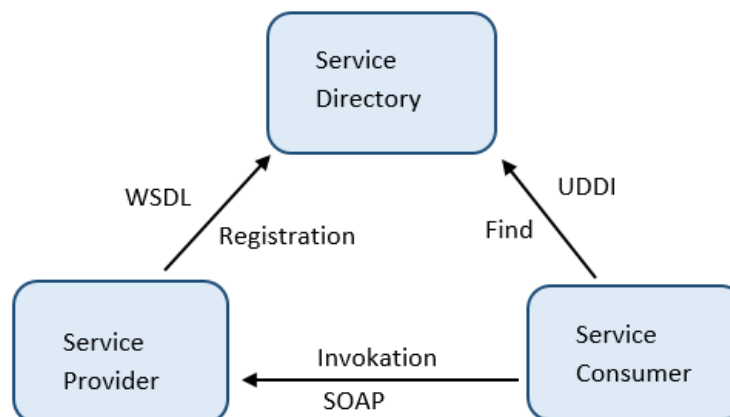 Service
Directory
WSDL
UDDI
Registration
Find
Service
Provider
Invokation
SOAP
Service
Consumer